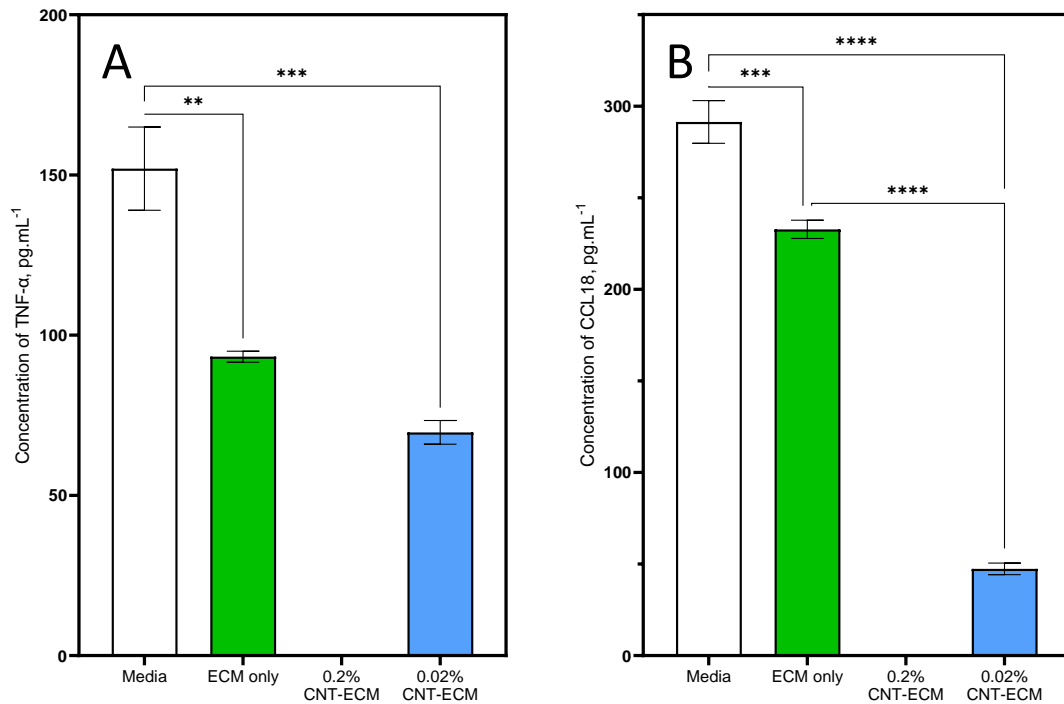 A
Concentration of TNF-α, pg.mL⁻¹
200
150
100
50
0
***
**
Media
ECM only
0.2%
CNT-ECM
0.02%
CNT-ECM
B
Concentration of CCL18, pg.mL⁻¹
300
200
100
0
****
***
****
Media
ECM only
0.2%
CNT-ECM
0.02%
CNT-ECM